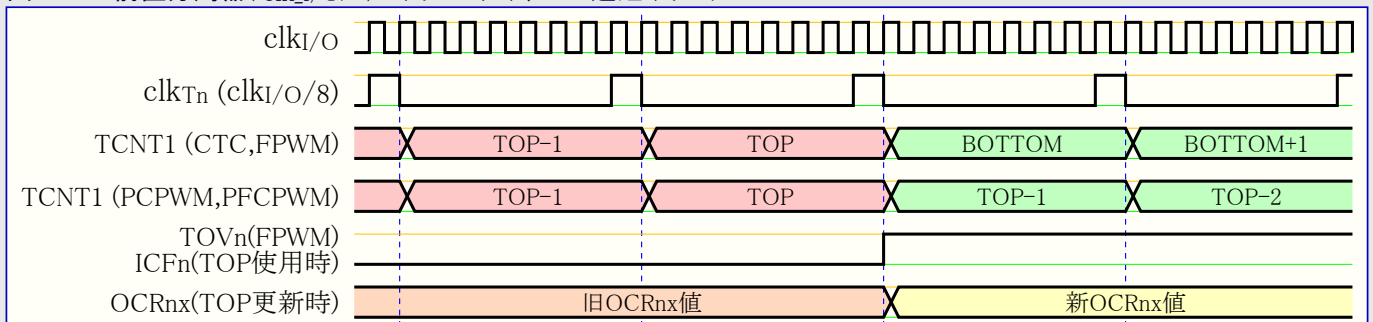 clkI/O
clkTn (clkI/O/8)
TCNT1 (CTC,FPWM) TOP-1 TOP BOTTOM BOTTOM+1
TCNT1 (PCPWM,PFCPWM) TOP-1 TOP TOP-1 TOP-2
TOVn(FPWM)
ICFn(TOP使用時)
OCRnx(TOP更新時) 旧OCRnx値 新OCRnx値